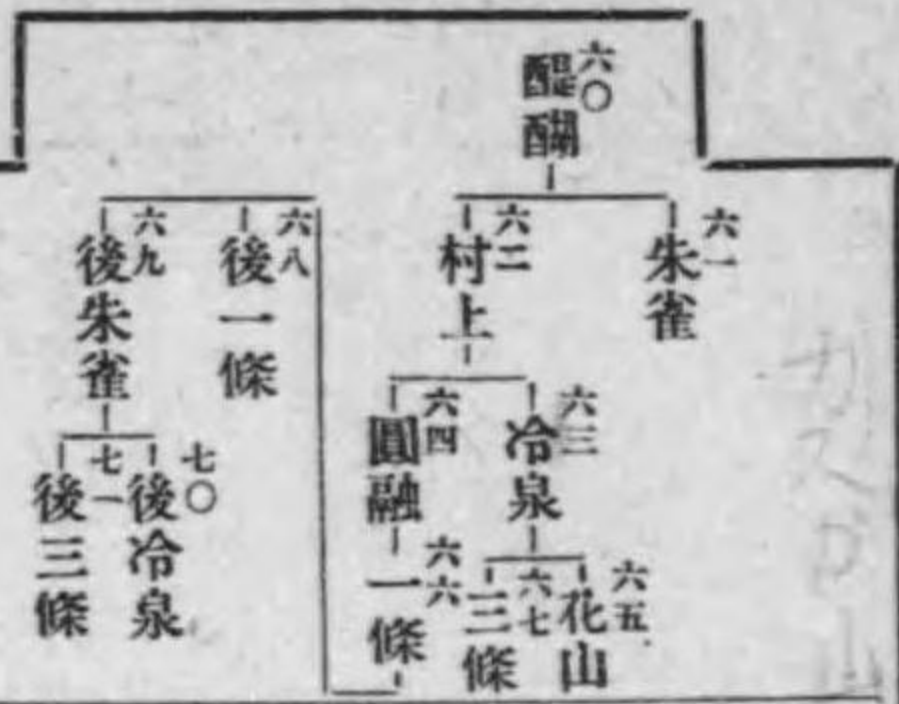 六〇
醍醐
六一
朱雀
六二
村上
六三
冷泉
六四
圓融
六五
花山
六七
三條
六六
一條
六八
後一條
六九
後朱雀
七〇
後冷泉
七一
後三條